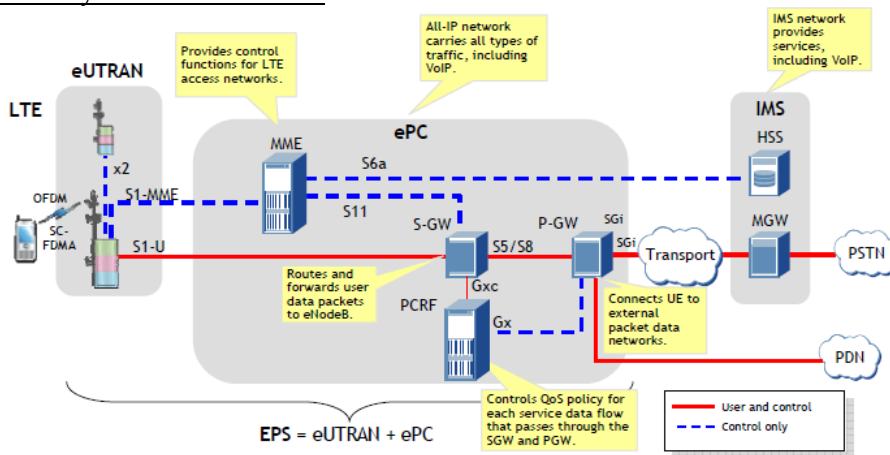 All-IP network
carries all types of
traffic, including
VoIP.
IMS network
provides
services,
including VoIP.
Provides control
functions for LTE
access networks.
eUTRAN
LTE
ePC
IMS
HSS
MME
S6a
x2
OFDM
S1-MME
S11
SC-
FDMA
S-GW
P-GW
SGi
MGW
S1-U
S5/S8
SGi
Transport
PSTN
Routes and
forwards user
data packets
to eNodeB.
Gxc
PCRF
Gx
Connects UE to
external
packet data
networks.
PDN
Controls QoS policy for
each service data flow
that passes through the
SGW and PGW.
EPS = eUTRAN + ePC
User and control
Control only